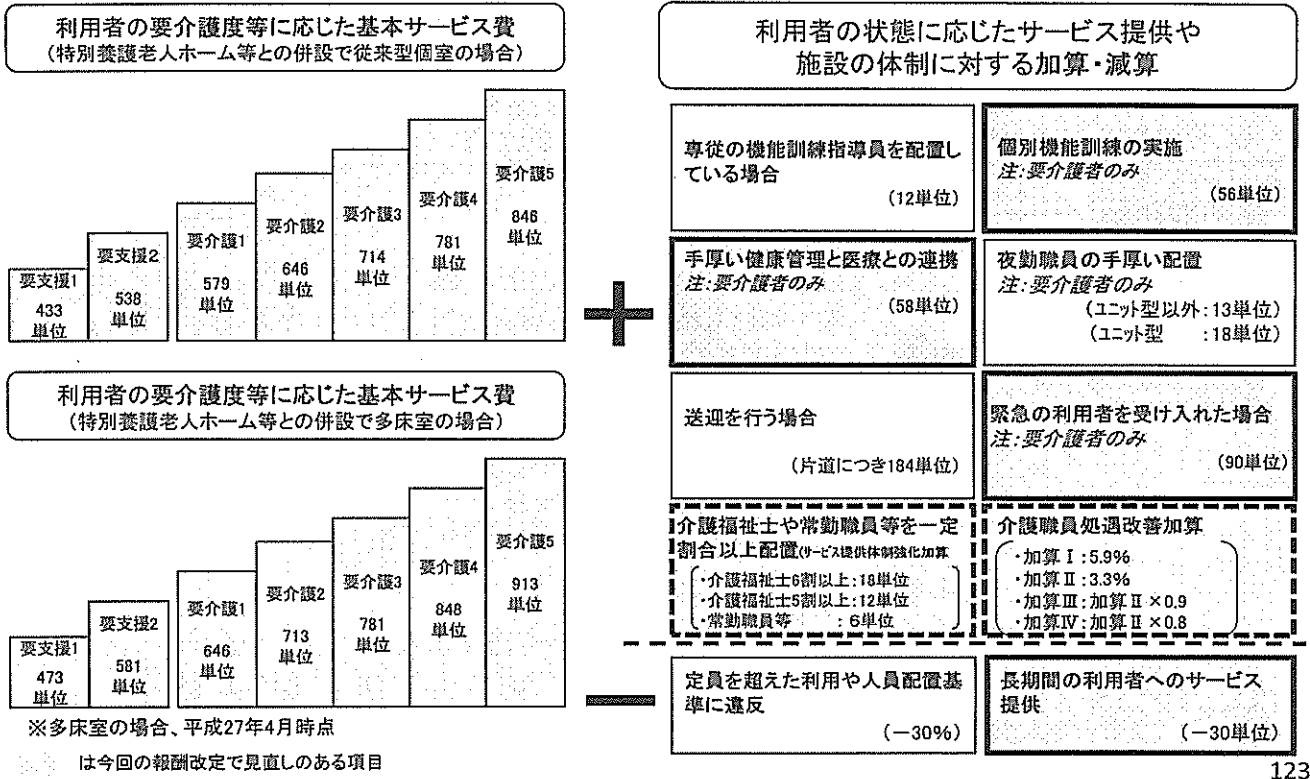 利用者の要介護度等に応じた基本サービス費
(特別養護老人ホーム等との併設で従来型個室の場合)
要支援1
433
単位
要支援2
538
単位
要介護1
579
単位
要介護2
646
単位
要介護3
714
単位
要介護4
781
単位
要介護5
846
単位
利用者の要介護度等に応じた基本サービス費
(特別養護老人ホーム等との併設で多床室の場合)
要支援1
473
単位
要支援2
581
単位
要介護1
646
単位
要介護2
713
単位
要介護3
781
単位
要介護4
848
単位
要介護5
913
単位
※多床室の場合、平成27年4月時点
は今回の報酬改定で見直しのある項目
+
利用者の状態に応じたサービス提供や
施設の体制に対する加算・減算
専従の機能訓練指導員を配置し
ている場合
(12単位)
個別機能訓練の実施
注:要介護者のみ
(56単位)
手厚い健康管理と医療との連携
注:要介護者のみ
(58単位)
夜勤職員の手厚い配置
注:要介護者のみ
(ユニット型以外:13単位)
(ユニット型 :18単位)
送迎を行う場合
(片道につき184単位)
緊急の利用者を受け入れた場合
注:要介護者のみ
(90単位)
介護福祉士や常勤職員等を一定
割合以上配置(サービス提供体制強化加算
・介護福祉士6割以上:18単位
・介護福祉士5割以上:12単位
・常勤職員等 :6単位
介護職員処遇改善加算
・加算Ⅰ:5.9%
・加算Ⅱ:3.3%
・加算Ⅲ:加算Ⅱ×0.9
・加算Ⅳ:加算Ⅱ×0.8
−
定員を超えた利用や人員配置基
準に違反
(−30%)
長期間の利用者へのサービス
提供
(−30単位)
123